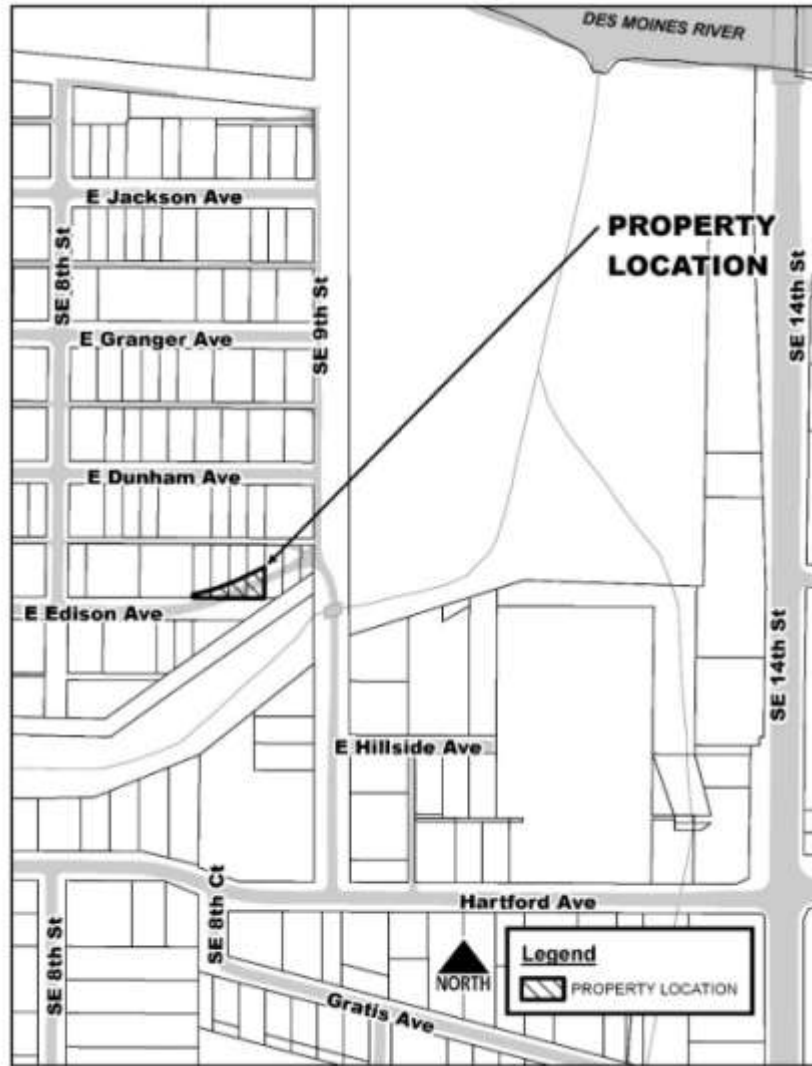 DES MOINES RIVER
E Jackson Ave
PROPERTY
LOCATION
SE 8th St
SE 9th St
SE 14th St
E Granger Ave
E Dunham Ave
E Edison Ave
SE 14th St
E Hillside Ave
SE 8th Ct
Hartford Ave
SE 8th St
NORTH
Legend
PROPERTY LOCATION
Gratis Ave